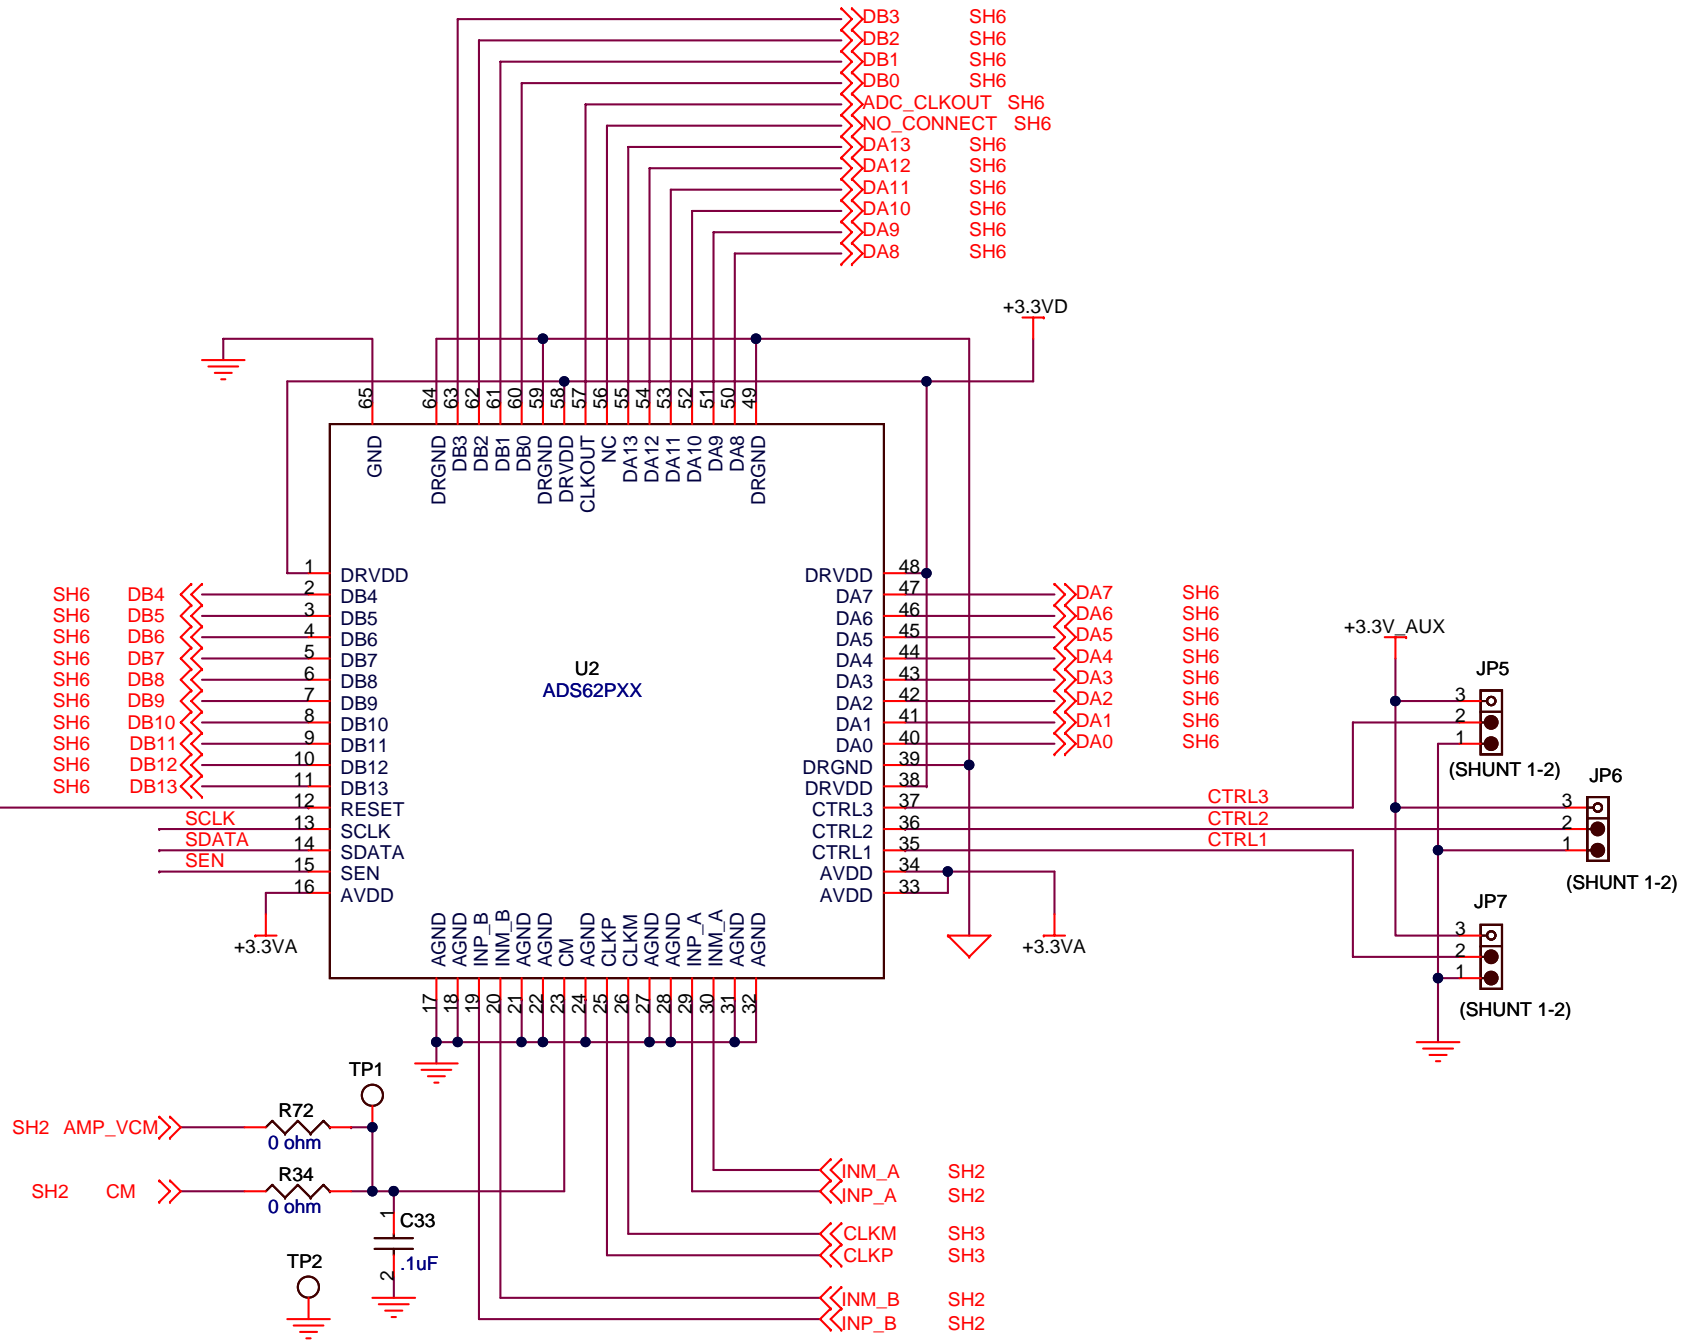 DB3 SH6
DB2 SH6
DB1 SH6
DB0 SH6
ADC_CLKOUT SH6
NO_CONNECT SH6
DA13 SH6
DA12 SH6
DA11 SH6
DA10 SH6
DA9 SH6
DA8 SH6
+3.3VD
65 64 63 62 61 60 59 58 57 56 55 54 53 52 51 50 49
GND DRGND DB3 DB2 DB1 DB0 DRGND DRVDD CLKOUT NC DA13 DA12 DA11 DA10 DA9 DA8 DRGND
1 DRVDD DRVDD 48
SH6 DB4 2 DB4 DA7 47 DA7 SH6
SH6 DB5 3 DB5 DA6 46 DA6 SH6
SH6 DB6 4 DB6 DA5 45 DA5 SH6
SH6 DB7 5 DB7 DA4 44 DA4 SH6
SH6 DB8 6 DB8 DA3 43 DA3 SH6
SH6 DB9 7 DB9 DA2 42 DA2 SH6
SH6 DB10 8 DB10 DA1 41 DA1 SH6
SH6 DB11 9 DB11 DA0 40 DA0 SH6
SH6 DB12 10 DB12 DRGND 39
SH6 DB13 11 DB13 DRVDD 38
12 RESET CTRL3 37 CTRL3
SCLK 13 SCLK CTRL2 36 CTRL2
SDATA 14 SDATA CTRL1 35 CTRL1
SEN 15 SEN AVDD 34
16 AVDD AVDD 33
U2
ADS62PXX
+3.3VA
+3.3VA
+3.3V_AUX
JP5
3
2
1
(SHUNT 1-2)
JP6
3
2
1
(SHUNT 1-2)
JP7
3
2
1
(SHUNT 1-2)
AGND AGND INP_B INM_B AGND AGND CM AGND CLKP CLKM AGND AGND INP_A INM_A AGND AGND
17 18 19 20 21 22 23 24 25 26 27 28 29 30 31 32
TP1
SH2 AMP_VCM R72
0 ohm
SH2 CM R34
0 ohm
1 C33
.1uF
2
TP2
INM_A SH2
INP_A SH2
CLKM SH3
CLKP SH3
INM_B SH2
INP_B SH2